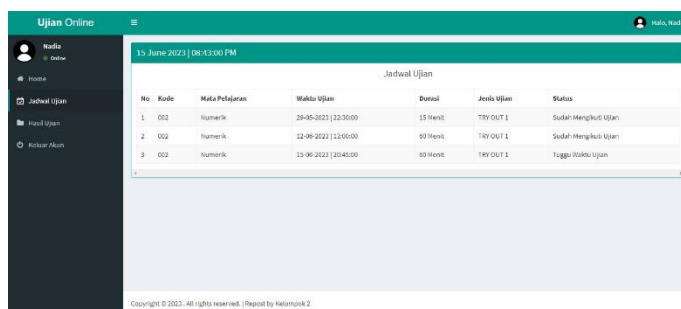 Ujian Online
Halo, Nad
Nadia
Online
Home
Jadwal Ujian
Hasil Ujian
Keluar Akun
15 June 2023 | 08:43:00 PM
Jadwal Ujian
No Kode Mata Pelajaran Waktu Ujian Durasi Jenis Ujian Status
1 002 Numerik 29-05-2023 | 22:30:00 15 Menit TRY OUT 1 Sudah Mengikuti Ujian
2 002 Numerik 12-06-2023 | 12:00:00 60 Menit TRY OUT 1 Sudah Mengikuti Ujian
3 002 Numerik 15-06-2023 | 20:45:00 60 Menit TRY OUT 1 Tuggu Waktu Ujian
Copyright © 2023 . All rights reserved. | Repost by Kelompok 2